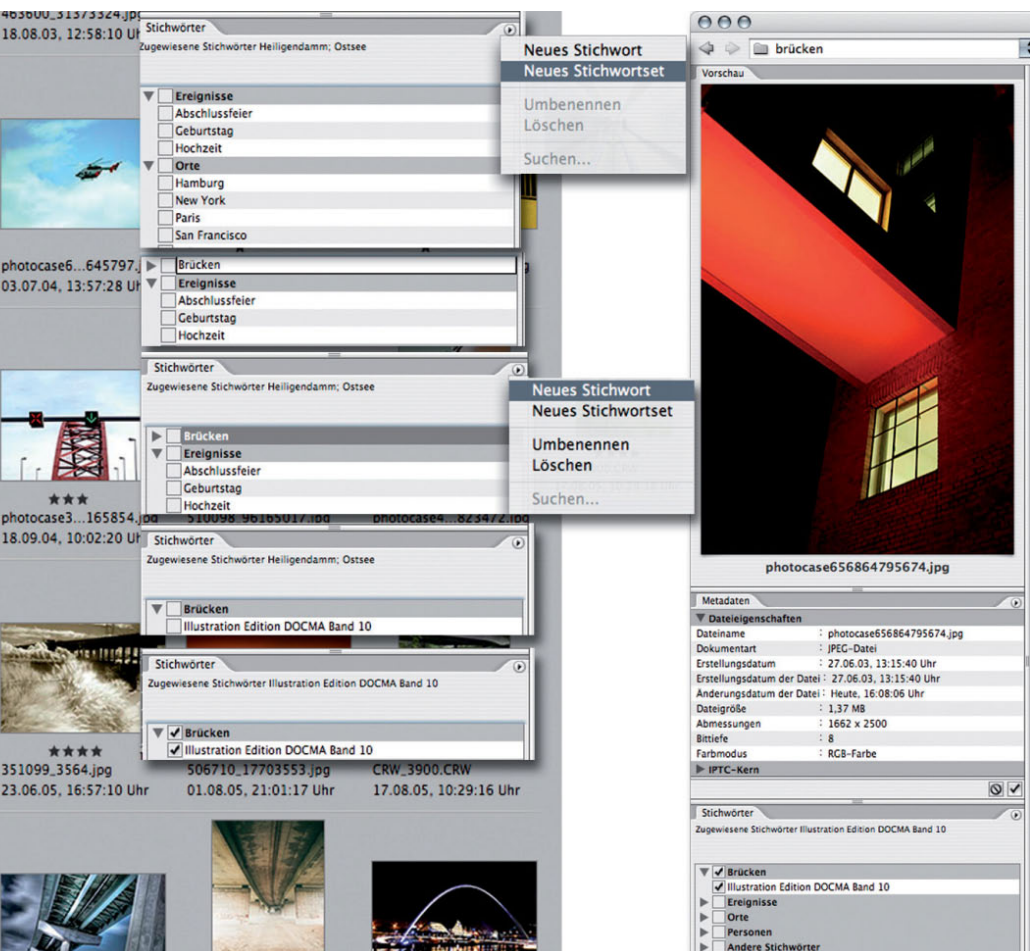 463600_31373324.jpg
18.08.03, 12:58:10 Uh
Stichwörter
Zugewiesene Stichwörter Heiligendamm; Ostsee
Ereignisse
Abschlussfeier
Geburtstag
Hochzeit
Orte
Hamburg
New York
Paris
San Francisco
Neues Stichwort
Neues Stichwortset
Umbenennen
Löschen
Suchen...
photocase6...645797.j
03.07.04, 13:57:28 Uh
Brücken
Ereignisse
Abschlussfeier
Geburtstag
Hochzeit
Stichwörter
Zugewiesene Stichwörter Heiligendamm; Ostsee
Brücken
Ereignisse
Abschlussfeier
Geburtstag
Hochzeit
Neues Stichwort
Neues Stichwortset
Umbenennen
Löschen
Suchen...
★★★
photocase3...165854.jpg
510098_96165017.jpg
photocase4...823472.jpg
18.09.04, 10:02:20 Uh
Stichwörter
Zugewiesene Stichwörter Heiligendamm; Ostsee
Brücken
Illustration Edition DOCMA Band 10
Stichwörter
Zugewiesene Stichwörter Illustration Edition DOCMA Band 10
Brücken
Illustration Edition DOCMA Band 10
★★★★
351099_3564.jpg
506710_17703553.jpg
CRW_3900.CRW
23.06.05, 16:57:10 Uhr
01.08.05, 21:01:17 Uhr
17.08.05, 10:29:16 Uhr
brücken
Vorschau
photocase656864795674.jpg
Metadaten
Dateieigenschaften
Dateiname : photocase656864795674.jpg
Dokumentart : JPEG-Datei
Erstellungsdatum : 27.06.03, 13:15:40 Uhr
Erstellungsdatum der Datei : 27.06.03, 13:15:40 Uhr
Änderungsdatum der Datei : Heute, 16:08:06 Uhr
Dateigröße : 1,37 MB
Abmessungen : 1662 x 2500
Bittiefe : 8
Farbmodus : RGB-Farbe
IPTC-Kern
Stichwörter
Zugewiesene Stichwörter Illustration Edition DOCMA Band 10
Brücken
Illustration Edition DOCMA Band 10
Ereignisse
Orte
Personen
Andere Stichwörter